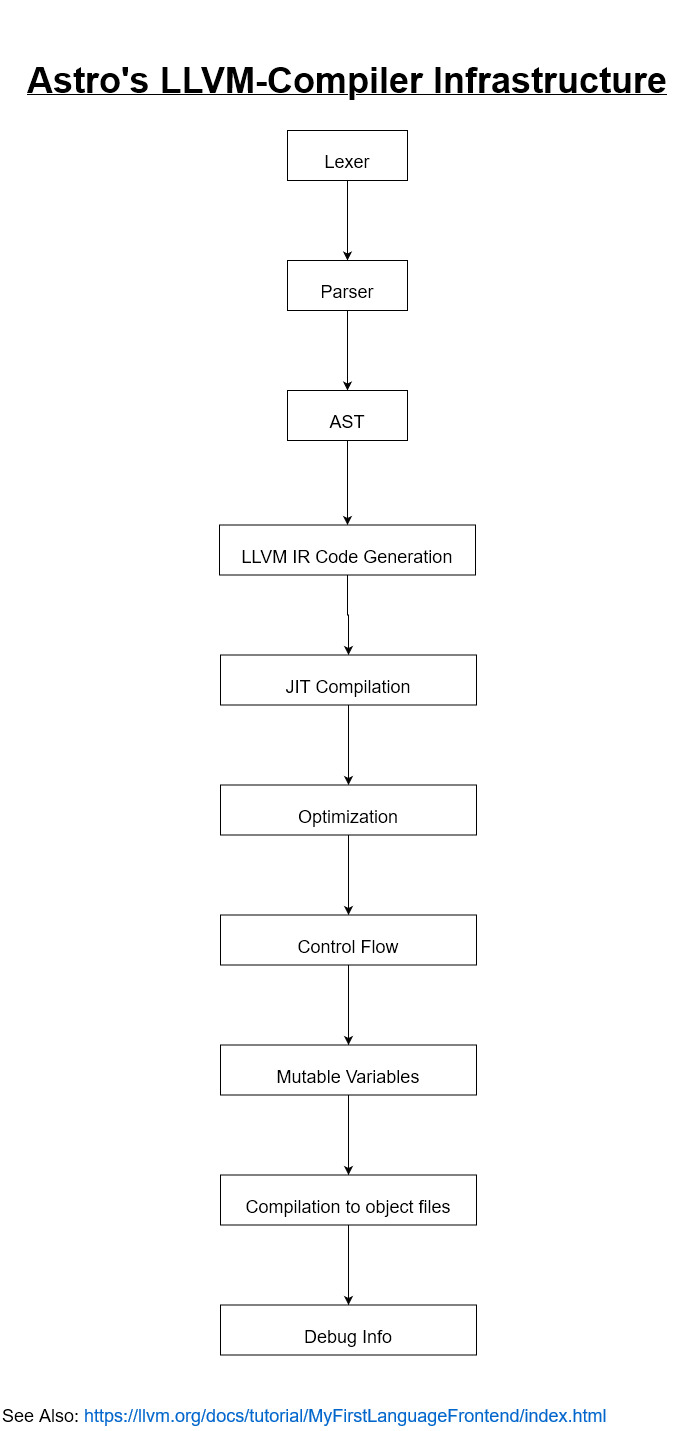 Astro's LLVM-Compiler Infrastructure
Lexer
Parser
AST
LLVM IR Code Generation
JIT Compilation
Optimization
Control Flow
Mutable Variables
Compilation to object files
Debug Info
See Also: https://llvm.org/docs/tutorial/MyFirstLanguageFrontend/index.html